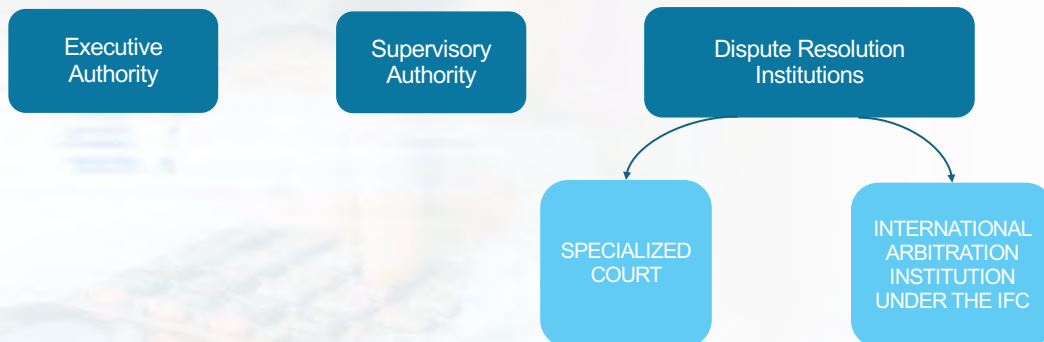 Executive
Authority
Supervisory
Authority
Dispute Resolution
Institutions
SPECIALIZED
COURT
INTERNATIONAL
ARBITRATION
INSTITUTION
UNDER THE IFC